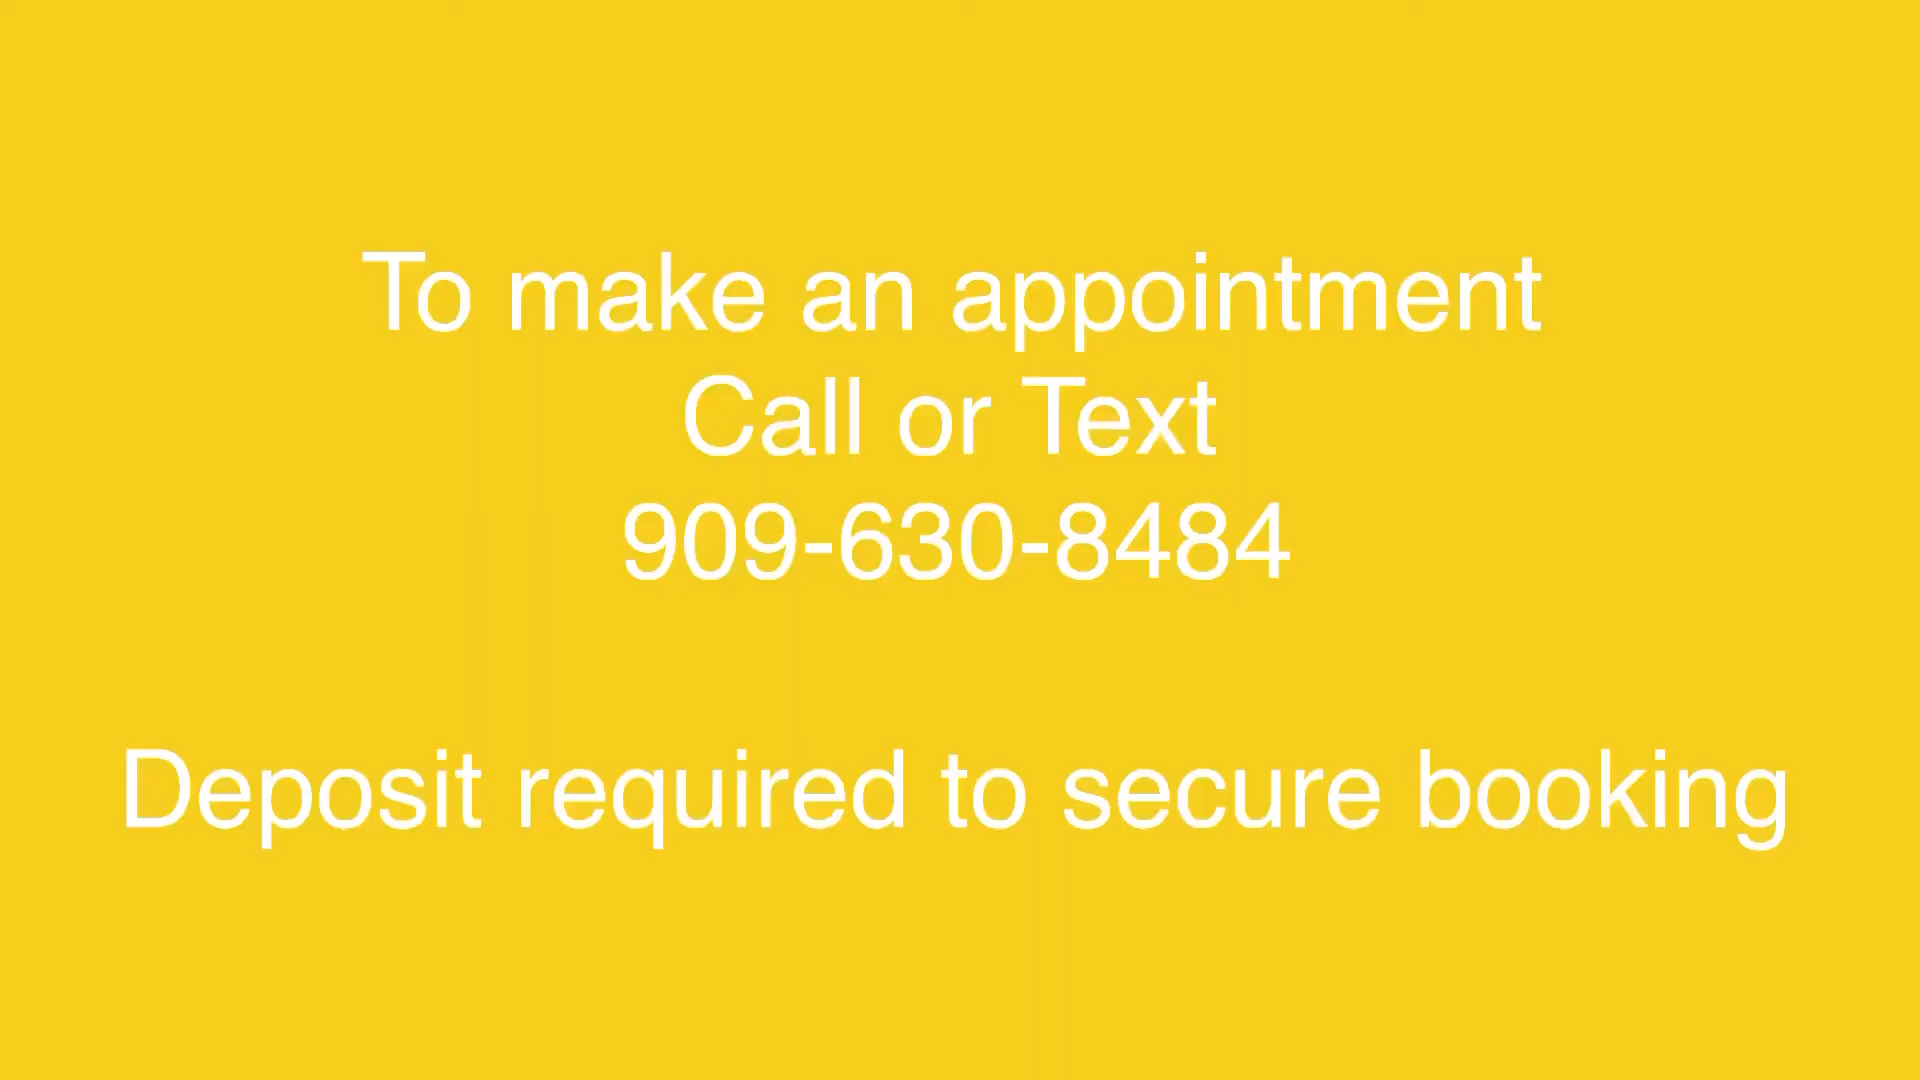 To make an appointment
Call or Text
909-630-8484
Deposit required to secure booking